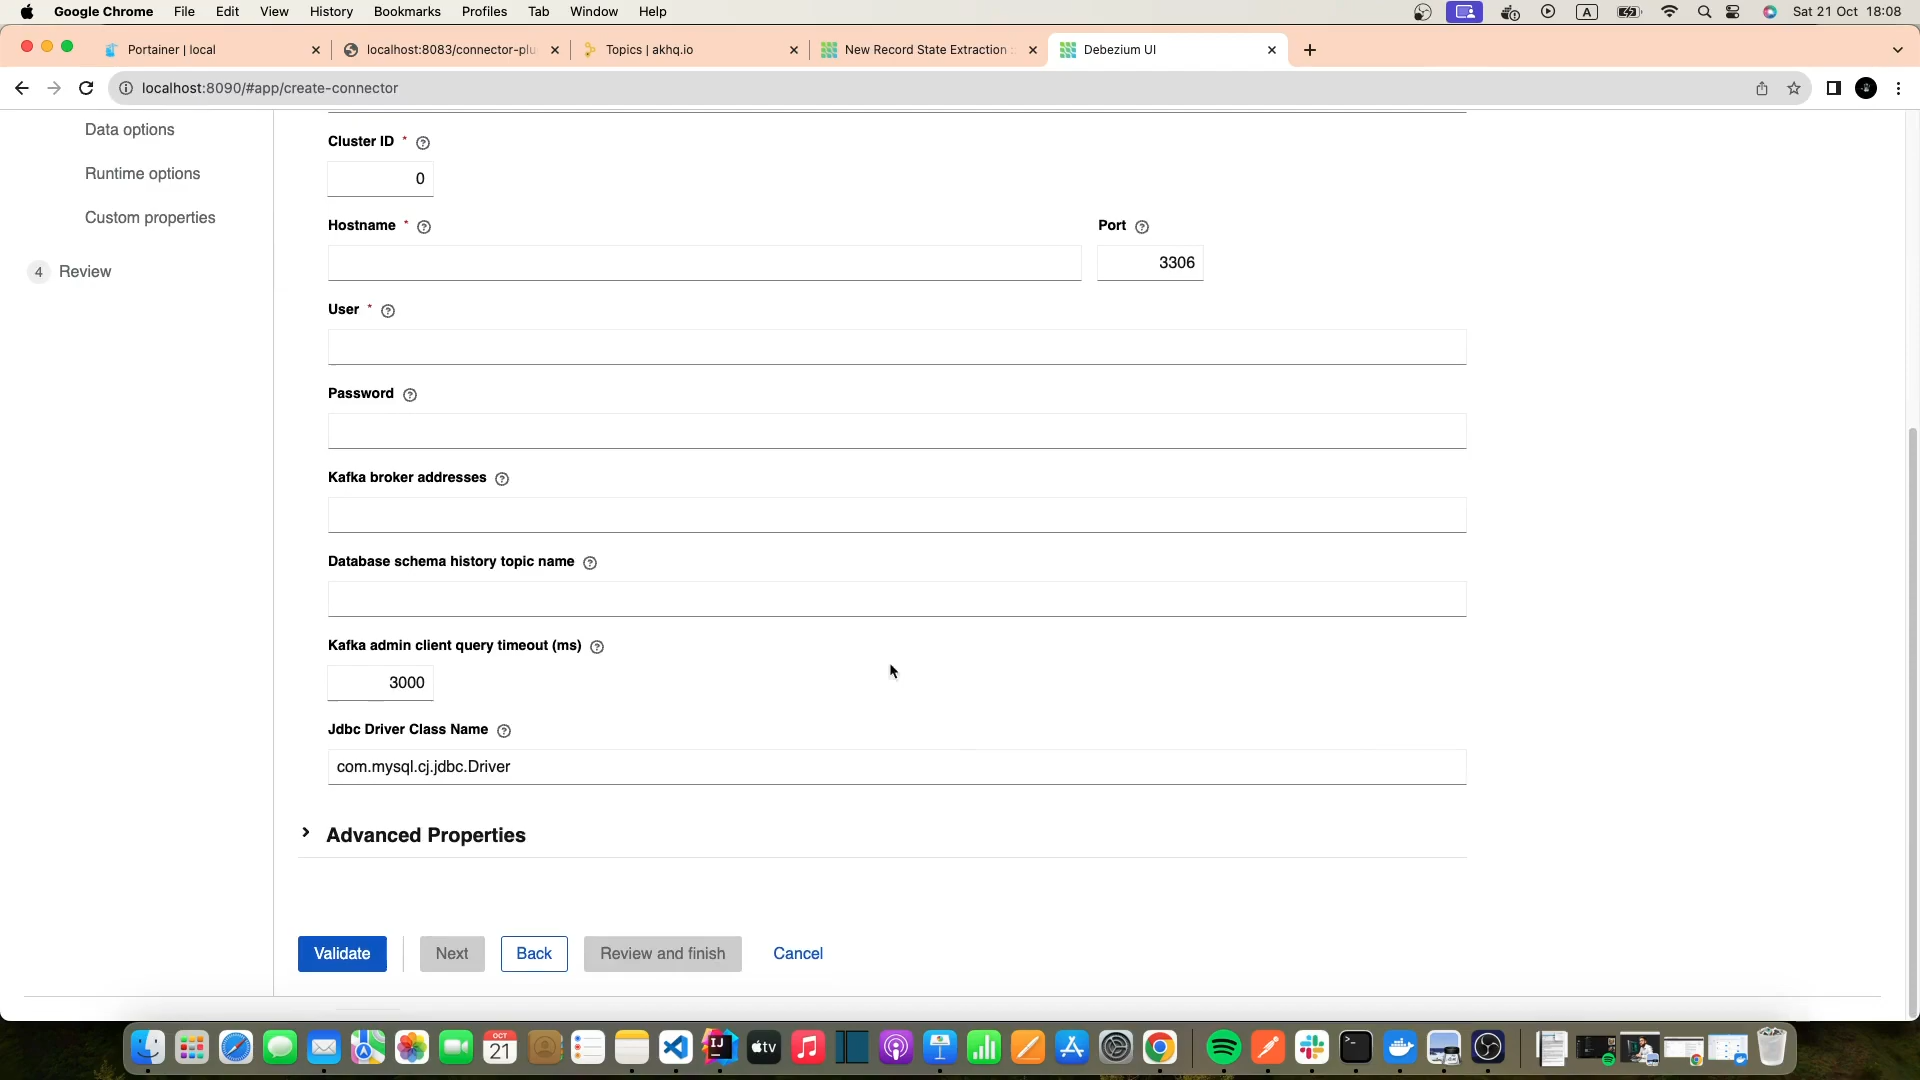 Google Chrome File Edit View History Bookmarks Profiles Tab Window Help A Sat 21 Oct 18:08
Portainer | local localhost:8083/connector-plu Topics | akhq.io New Record State Extraction : Debezium UI
localhost:8090/#app/create-connector
Data options
Runtime options
Custom properties
4 Review
Cluster ID *
0
Hostname * Port
3306
User *
Password
Kafka broker addresses
Database schema history topic name
Kafka admin client query timeout (ms)
3000
Jdbc Driver Class Name
com.mysql.cj.jdbc.Driver
Advanced Properties
Validate Next Back Review and finish Cancel
OCT
21
IJ
tv